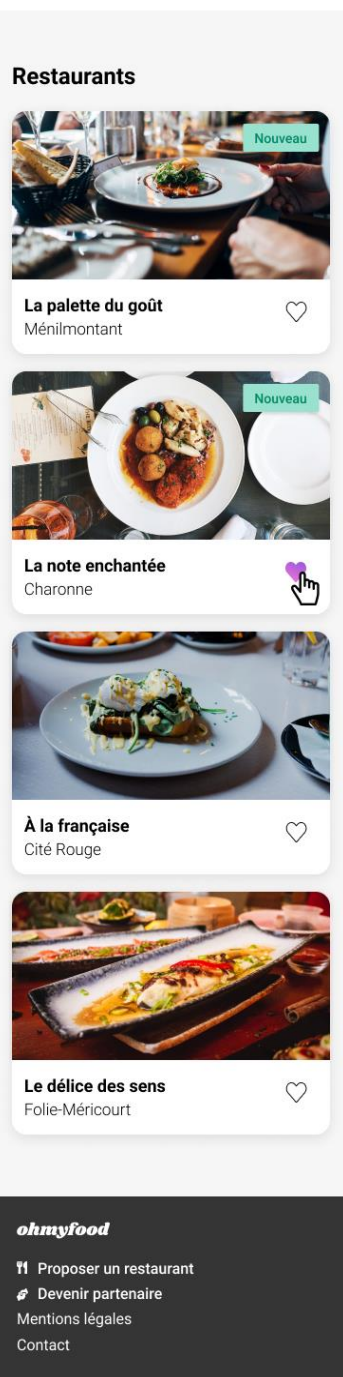 Restaurants
Nouveau
La palette du goût
Ménilmontant
Nouveau
La note enchantée
Charonne
À la française
Cité Rouge
Le délice des sens
Folie-Méricourt
ohmyfood
Proposer un restaurant
Devenir partenaire
Mentions légales
Contact